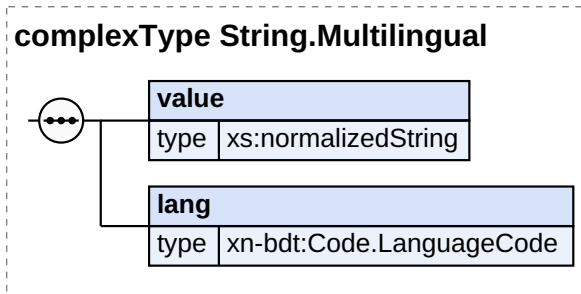 complexType String.Multilingual
value
type xs:normalizedString
lang
type xn-bdt:Code.LanguageCode